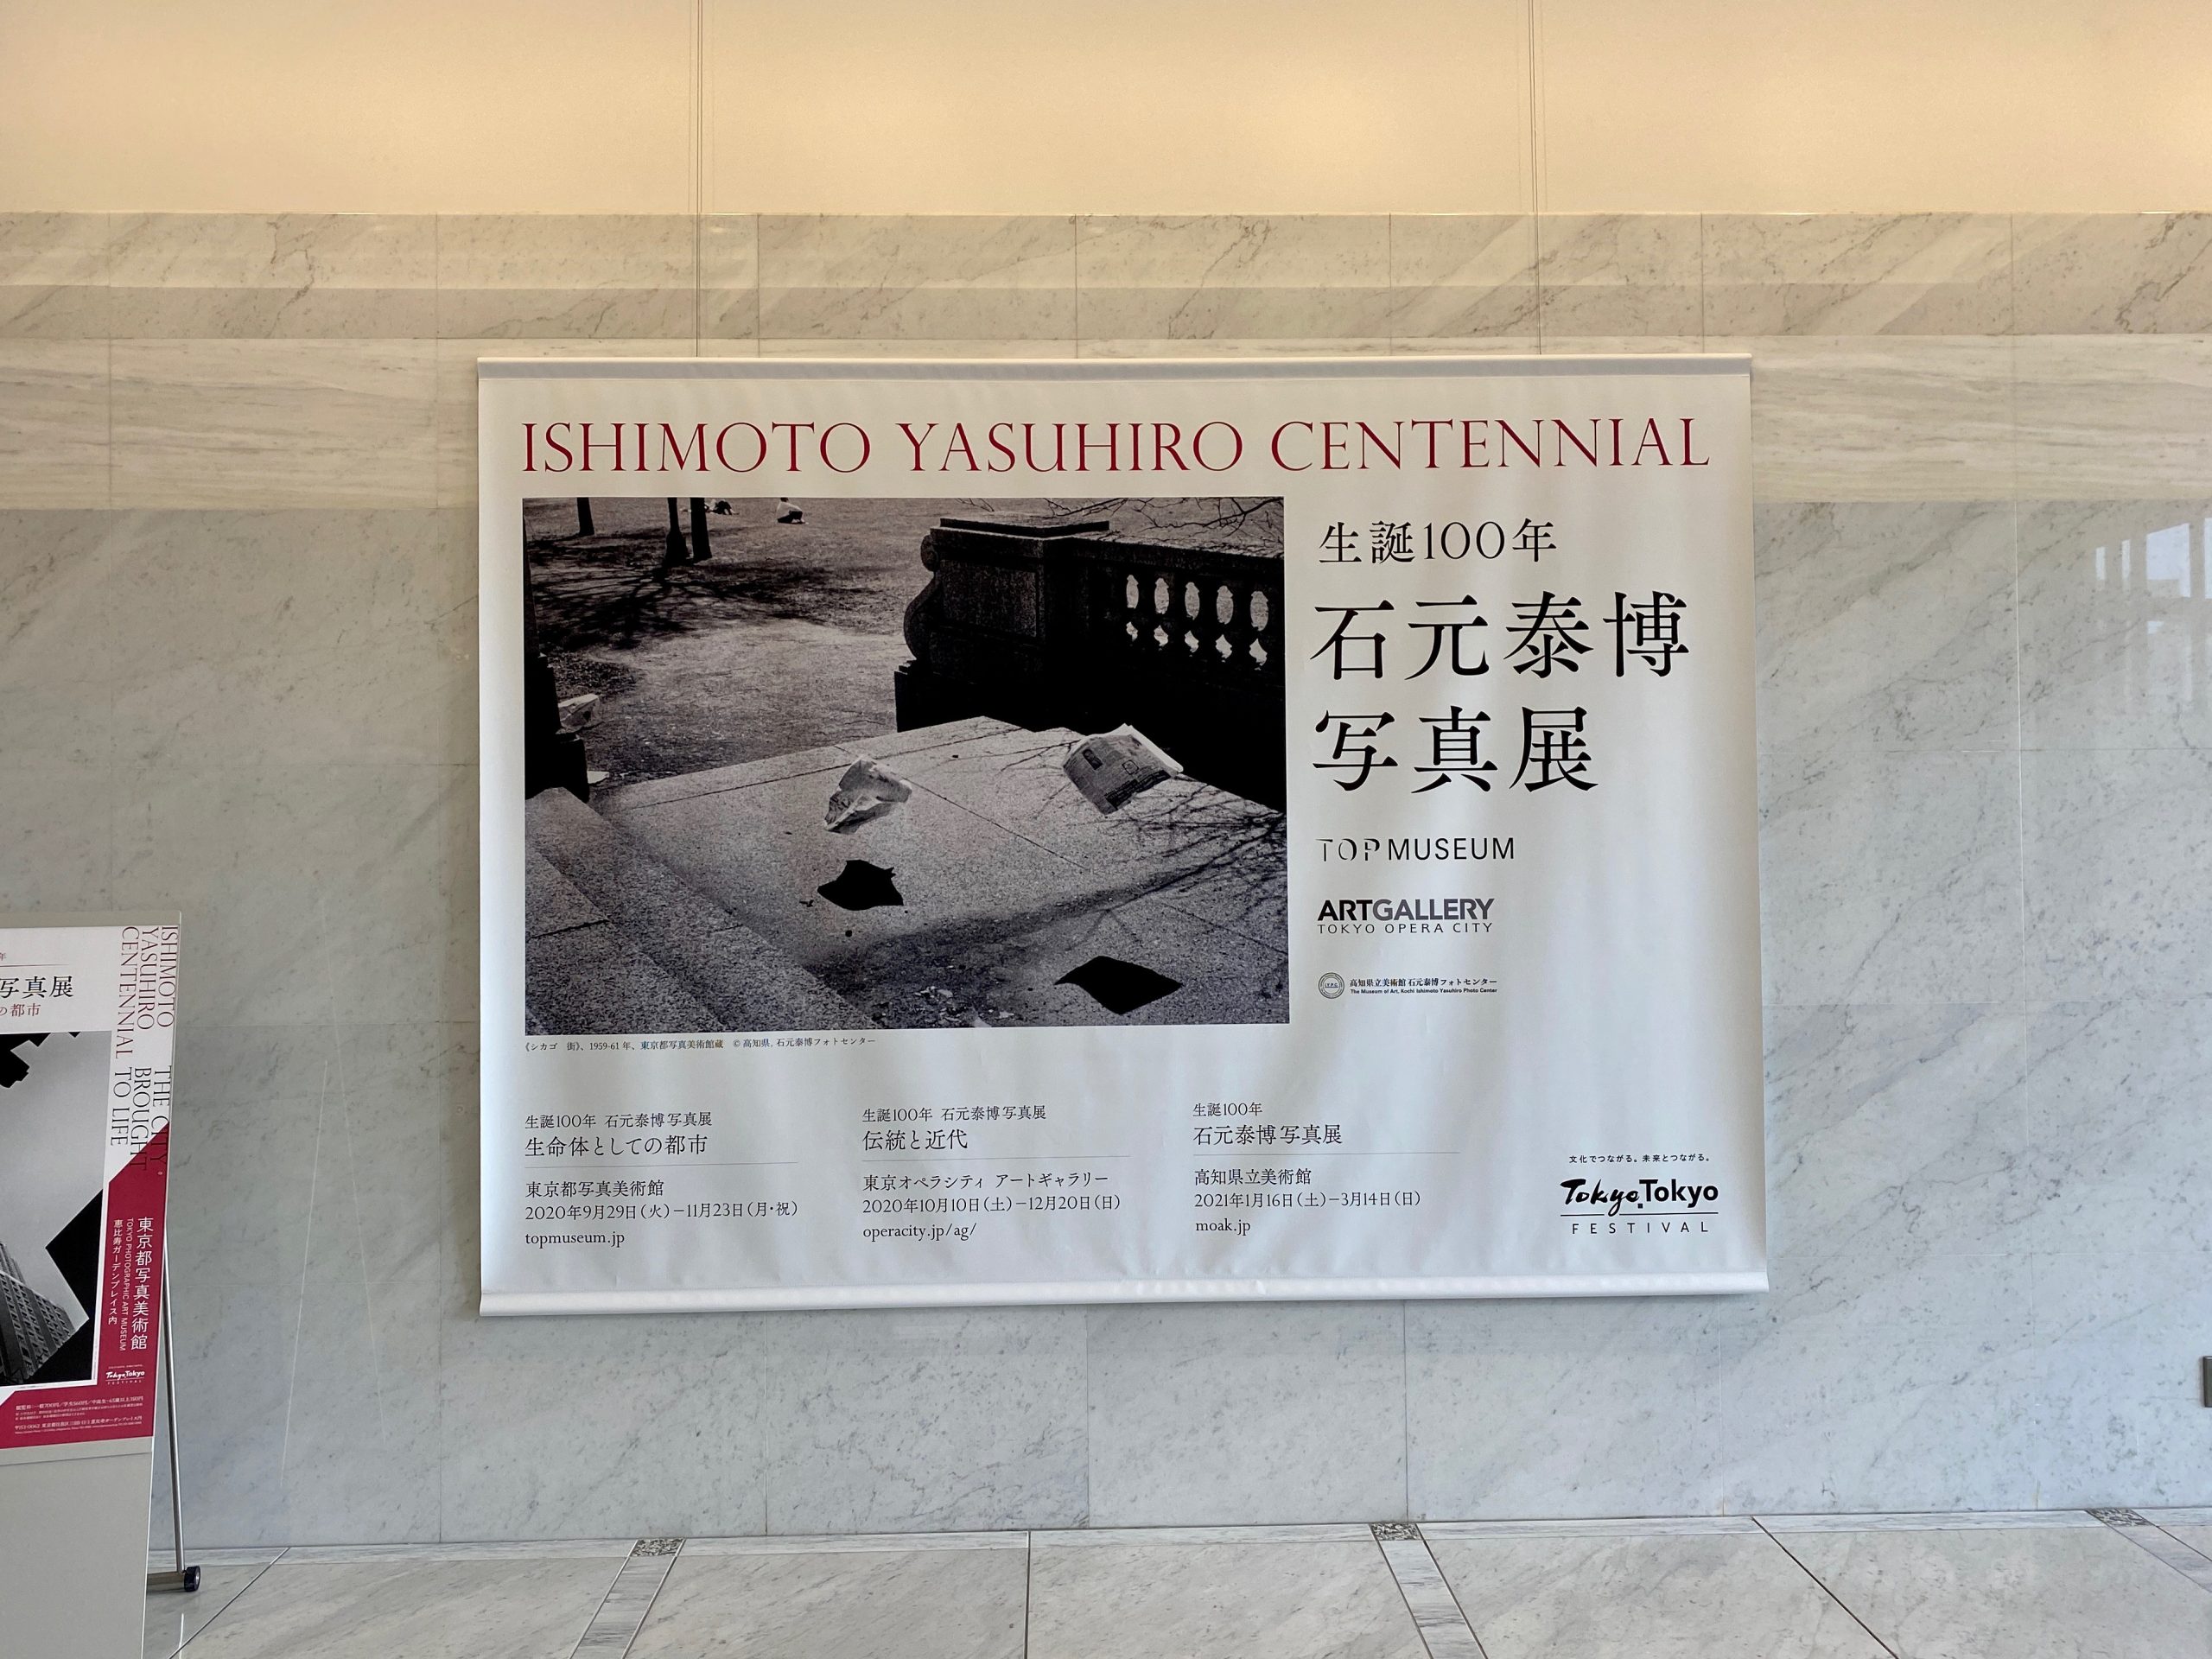 ISHIMOTO YASUHIRO CENTENNIAL
生誕100年
石元泰博
写真展
TOP MUSEUM
ARTGALLERY
TOKYO OPERA CITY
高知県立美術館 石元泰博フォトセンター
The Museum of Art, Kochi Ishimoto Yasuhiro Photo Center
《シカゴ 街》、1959-61年、東京都写真美術館蔵 © 高知県, 石元泰博フォトセンター
生誕100年 石元泰博写真展
生命体としての都市
東京都写真美術館
2020年9月29日(火)–11月23日(月・祝)
topmuseum.jp
生誕100年 石元泰博写真展
伝統と近代
東京オペラシティ アートギャラリー
2020年10月10日(土)–12月20日(日)
operacity.jp/ag/
生誕100年
石元泰博写真展
高知県立美術館
2021年1月16日(土)–3月14日(日)
moak.jp
文化でつながる。未来とつながる。
Tokyo Tokyo
FESTIVAL
年
写真展
の都市
ISHIMOTO
YASUHIRO
CENTENNIAL
THE CITY
BROUGHT
TO LIFE
東京都写真美術館
TOKYO PHOTOGRAPHIC ART MUSEUM
恵比寿ガーデンプレイス内
Tokyo Tokyo
FESTIVAL